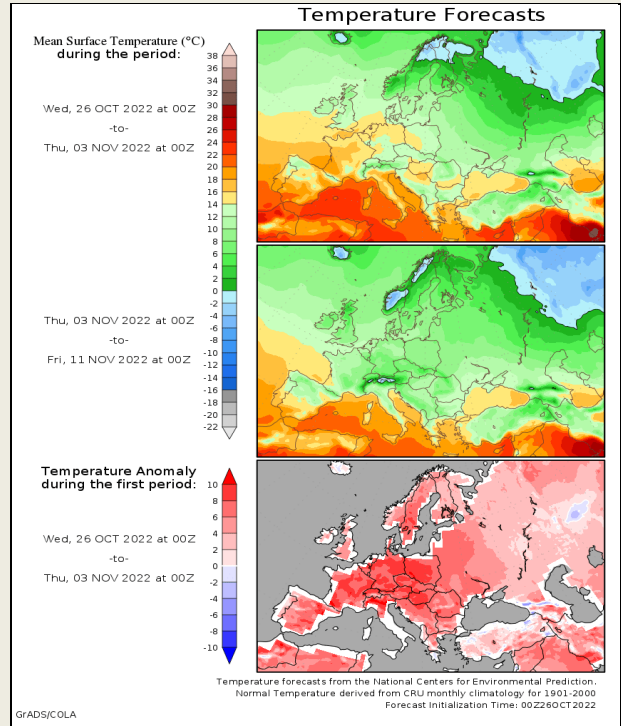 Temperature Forecasts
Mean Surface Temperature (°C)
during the period:
Wed, 26 OCT 2022 at 00Z
-to-
Thu, 03 NOV 2022 at 00Z
38
36
34
32
30
28
26
24
22
20
18
16
14
12
10
8
6
4
2
0
-2
-4
-6
-8
-10
-12
-14
-16
-18
-20
-22
Thu, 03 NOV 2022 at 00Z
-to-
Fri, 11 NOV 2022 at 00Z
Temperature Anomaly
during the first period:
Wed, 26 OCT 2022 at 00Z
-to-
Thu, 03 NOV 2022 at 00Z
10
8
6
4
2
0
-2
-4
-6
-8
-10
Temperature forecasts from the National Centers for Environmental Prediction.
Normal Temperature derived from CRU monthly climatology for 1901-2000
Forecast Initialization Time: 00Z26OCT2022
GrADS/COLA